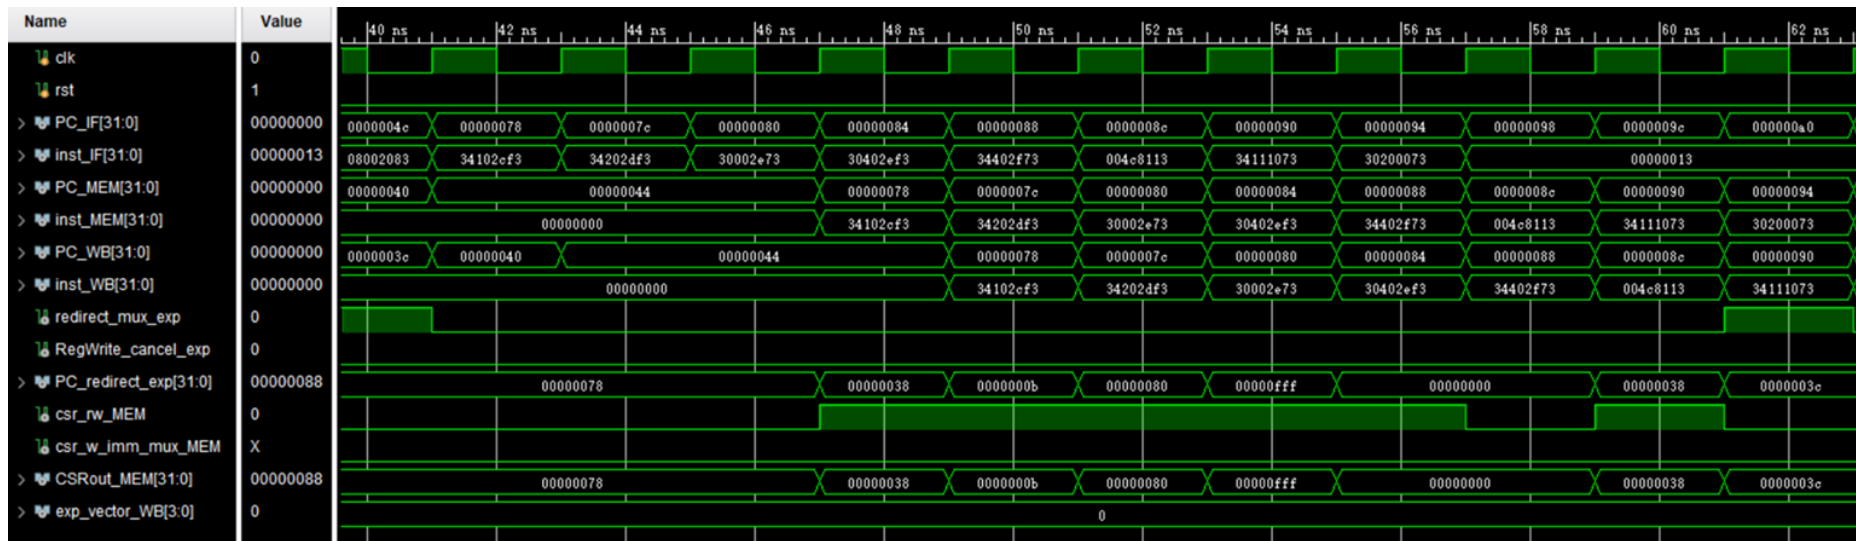 Name Value 40 ns 42 ns 44 ns 46 ns 48 ns 50 ns 52 ns 54 ns 56 ns 58 ns 60 ns 62 ns
clk 0
rst 1
PC_IF[31:0] 00000000 0000004c 00000078 0000007c 00000080 00000084 00000088 0000008c 00000090 00000094 00000098 0000009c 000000a0
inst_IF[31:0] 00000013 08002083 34102cf3 34202df3 30002e73 30402ef3 34402f73 004c8113 34111073 30200073 00000013
PC_MEM[31:0] 00000000 00000040 00000044 00000078 0000007c 00000080 00000084 00000088 0000008c 00000090 00000094
inst_MEM[31:0] 00000000 00000000 34102cf3 34202df3 30002e73 30402ef3 34402f73 004c8113 34111073 30200073
PC_WB[31:0] 00000000 0000003c 00000040 00000044 00000078 0000007c 00000080 00000084 00000088 0000008c 00000090
inst_WB[31:0] 00000000 00000000 34102cf3 34202df3 30002e73 30402ef3 34402f73 004c8113 34111073
redirect_mux_exp 0
RegWrite_cancel_exp 0
PC_redirect_exp[31:0] 00000088 00000078 00000038 0000000b 00000080 00000fff 00000000 00000038 0000003c
csr_rw_MEM 0
csr_w_imm_mux_MEM X
CSRout_MEM[31:0] 00000088 00000078 00000038 0000000b 00000080 00000fff 00000000 00000038 0000003c
exp_vector_WB[3:0] 0 0